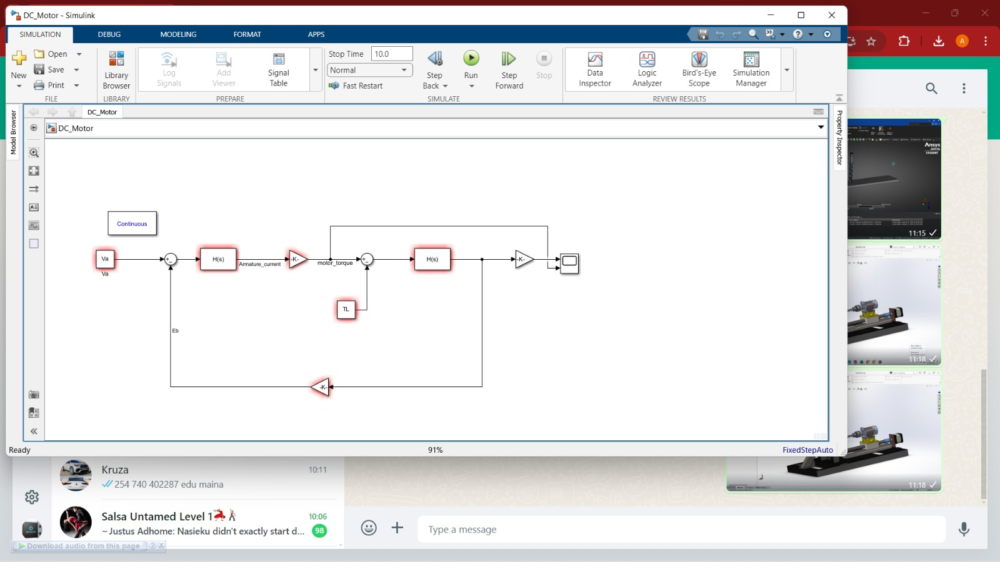 DC_Motor - Simulink
SIMULATION DEBUG MODELING FORMAT APPS
New
Open
Save
Print
FILE
Library
Browser
LIBRARY
Log
Signals
Add
Viewer
Signal
Table
PREPARE
Stop Time 10.0
Normal
Fast Restart
Step
Back
Run
Step
Forward
Stop
SIMULATE
Data
Inspector
Logic
Analyzer
Bird's-Eye
Scope
Simulation
Manager
REVIEW RESULTS
A
Model Browser
DC_Motor
DC_Motor
Property Inspector
Continuous
Va
Va
H(s)
Armature_current
-K-
motor_torque
H(s)
-K-
TL
Eb
-K-
Ready
91%
FixedStepAuto
Ansys
STUDENT
11:15
11:18
11:18
Kruza 10:11
254 740 402287 edu maina
Salsa Untamed Level 1 10:06
~ Justus Adhome: Nasieku didn't exactly start d... 98
Download audio from this page ? X
Type a message